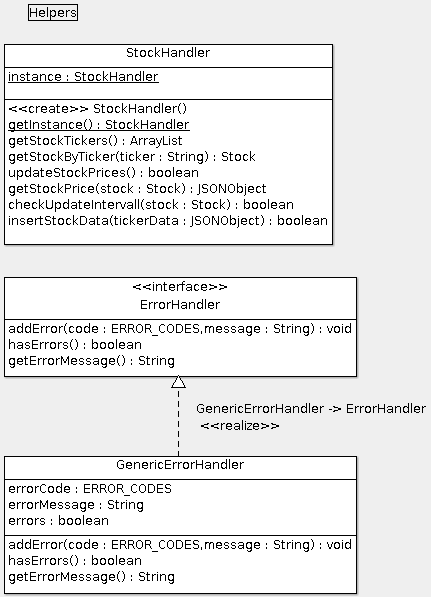 Helpers
StockHandler
instance : StockHandler
<<create>> StockHandler()
getInstance() : StockHandler
getStockTickers() : ArrayList
getStockByTicker(ticker : String) : Stock
updateStockPrices() : boolean
getStockPrice(stock : Stock) : JSONObject
checkUpdateIntervall(stock : Stock) : boolean
insertStockData(tickerData : JSONObject) : boolean
<<interface>>
ErrorHandler
addError(code : ERROR_CODES,message : String) : void
hasErrors() : boolean
getErrorMessage() : String
GenericErrorHandler -> ErrorHandler
<<realize>>
GenericErrorHandler
errorCode : ERROR_CODES
errorMessage : String
errors : boolean
addError(code : ERROR_CODES,message : String) : void
hasErrors() : boolean
getErrorMessage() : String